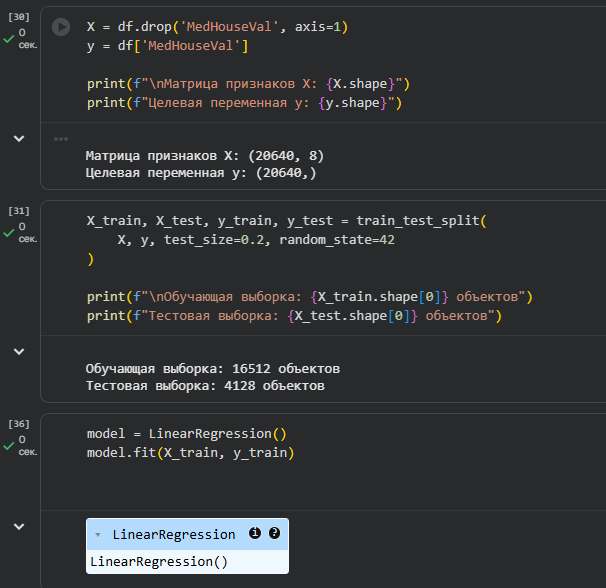 [30]
0
сек.
X = df.drop('MedHouseVal', axis=1)
y = df['MedHouseVal']
print(f"\nМатрица признаков X: {X.shape}")
print(f"Целевая переменная y: {y.shape}")
Матрица признаков X: (20640, 8)
Целевая переменная y: (20640,)
[31]
0
сек.
X_train, X_test, y_train, y_test = train_test_split(
    X, y, test_size=0.2, random_state=42
)
print(f"\nОбучающая выборка: {X_train.shape[0]} объектов")
print(f"Тестовая выборка: {X_test.shape[0]} объектов")
Обучающая выборка: 16512 объектов
Тестовая выборка: 4128 объектов
[36]
0
сек.
model = LinearRegression()
model.fit(X_train, y_train)
LinearRegression i ?
LinearRegression()